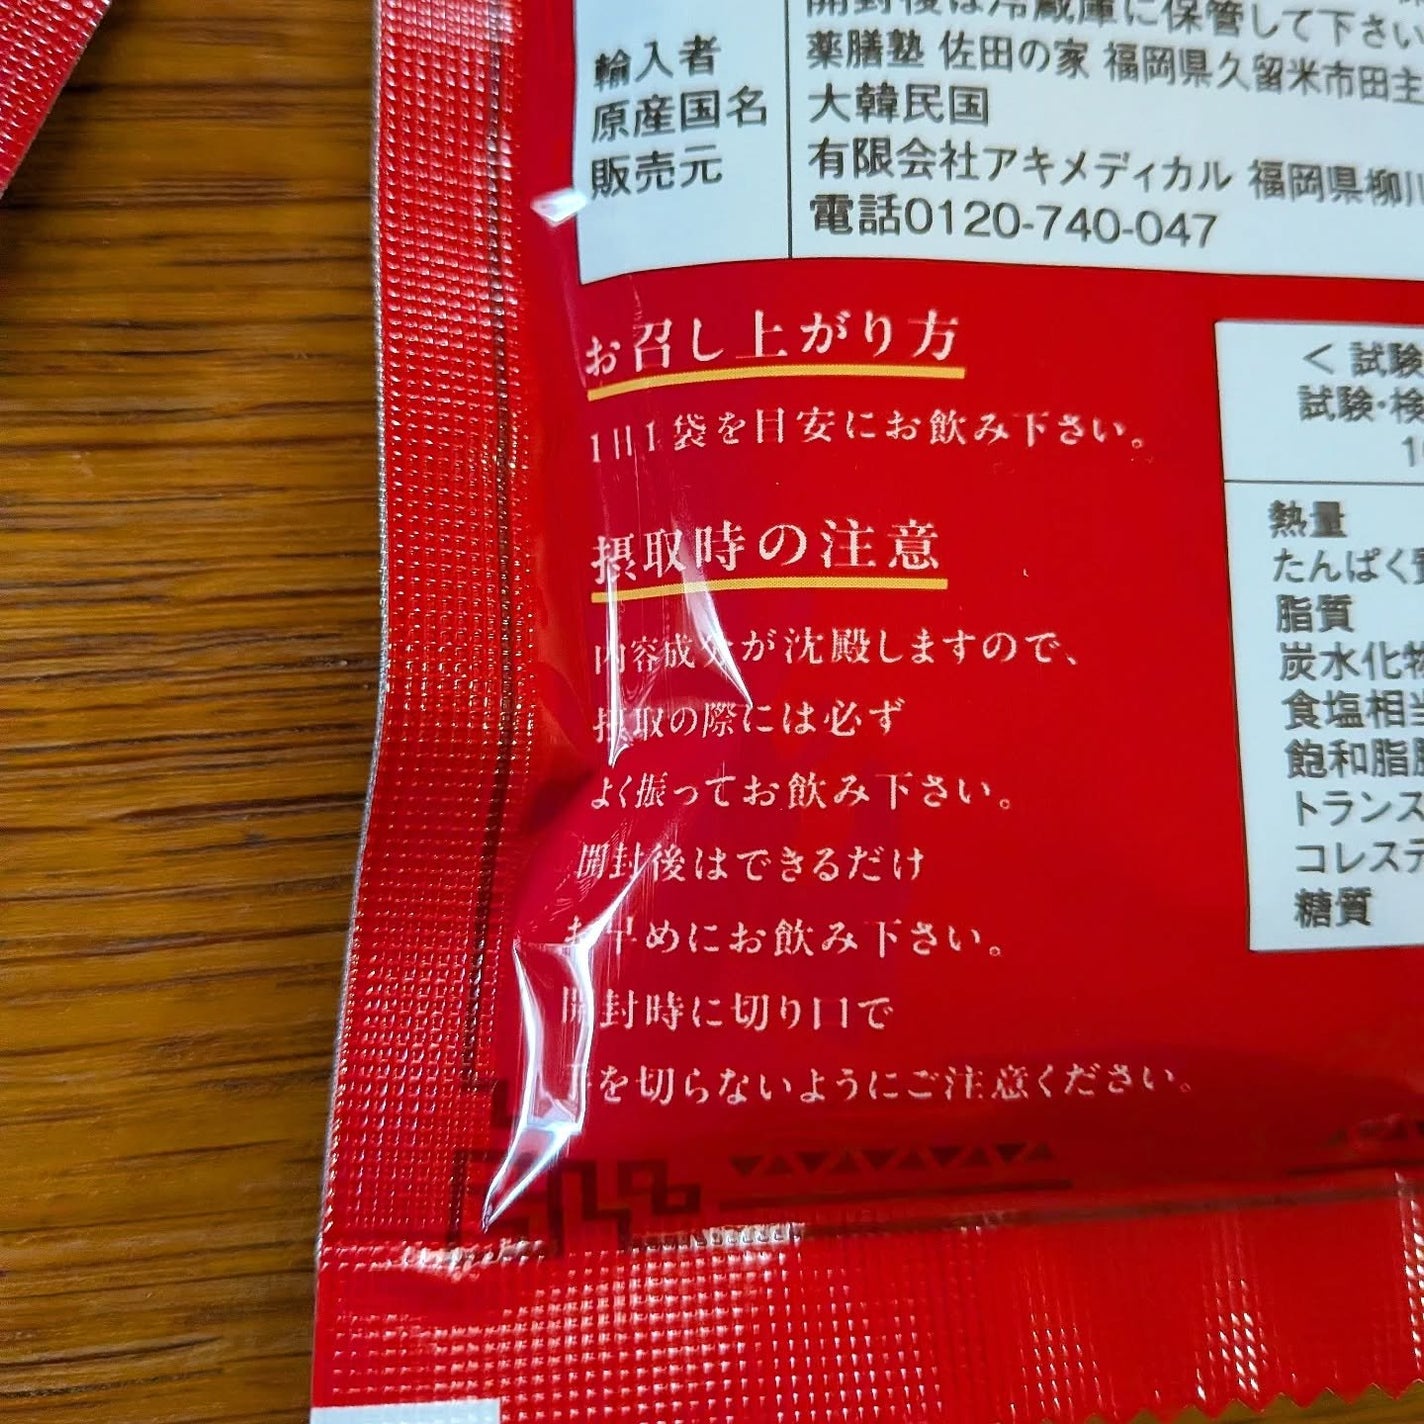 開封後は冷蔵庫に保管して下さい
輸入者 薬膳塾 佐田の家 福岡県久留米市田主
原産国名 大韓民国
販売元 有限会社アキメディカル 福岡県柳川
電話0120-740-047
お召し上がり方
1日1袋を目安にお飲み下さい。
摂取時の注意
内容成分が沈殿しますので、
摂取の際には必ず
よく振ってお飲み下さい。
開封後はできるだけ
お早めにお飲み下さい。
開封時に切り口で
手を切らないようにご注意ください。
< 試験
試験・検
熱量
たんぱく質
脂質
炭水化物
食塩相当
飽和脂肪
トランス
コレステ
糖質